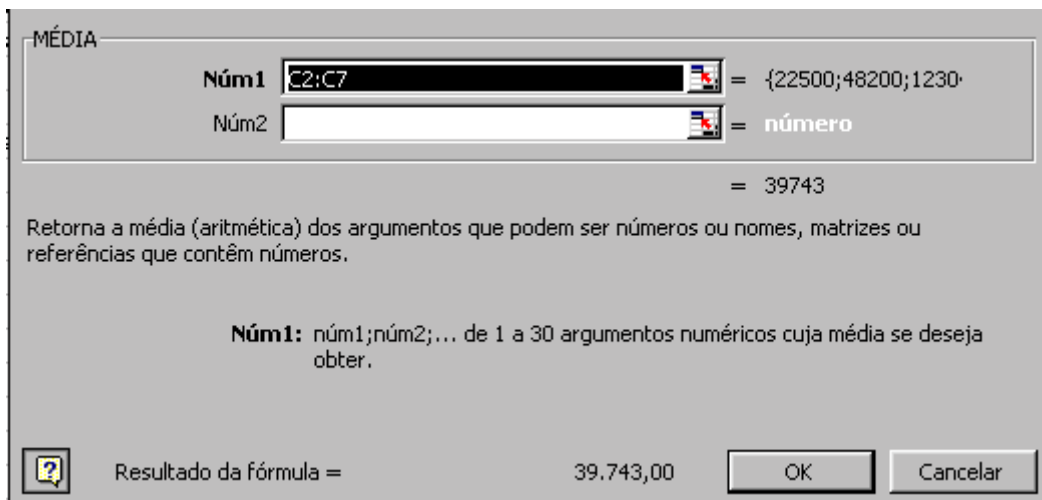 MÉDIA
Núm1 C2:C7 = {22500;48200;1230
Núm2 = número
= 39743
Retorna a média (aritmética) dos argumentos que podem ser números ou nomes, matrizes ou
referências que contêm números.
Núm1: núm1;núm2;... de 1 a 30 argumentos numéricos cuja média se deseja
obter.
? Resultado da fórmula = 39.743,00 OK Cancelar